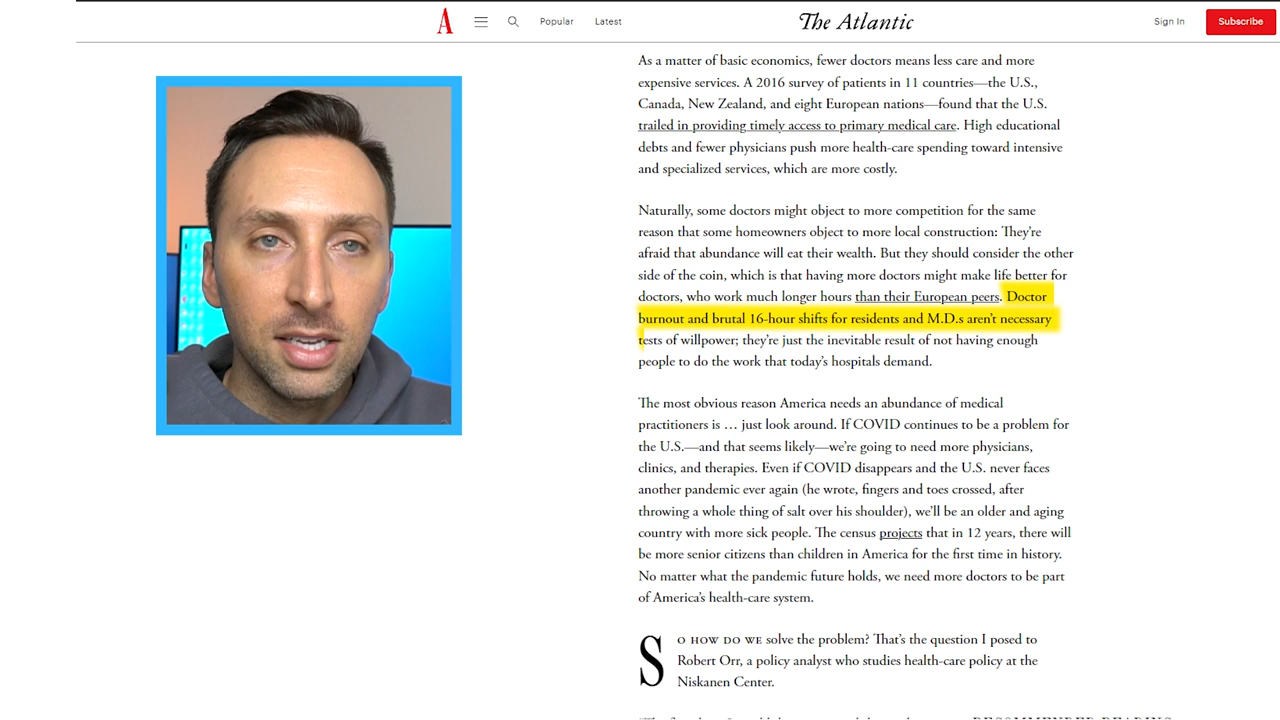 A
Popular
Latest
The Atlantic
Sign In
Subscribe
As a matter of basic economics, fewer doctors means less care and more
expensive services. A 2016 survey of patients in 11 countries—the U.S.,
Canada, New Zealand, and eight European nations—found that the U.S.
trailed in providing timely access to primary medical care. High educational
debts and fewer physicians push more health-care spending toward intensive
and specialized services, which are more costly.
Naturally, some doctors might object to more competition for the same
reason that some homeowners object to more local construction: They're
afraid that abundance will eat their wealth. But they should consider the other
side of the coin, which is that having more doctors might make life better for
doctors, who work much longer hours than their European peers. Doctor
burnout and brutal 16-hour shifts for residents and M.D.s aren't necessary
tests of willpower; they're just the inevitable result of not having enough
people to do the work that today's hospitals demand.
The most obvious reason America needs an abundance of medical
practitioners is … just look around. If COVID continues to be a problem for
the U.S.—and that seems likely—we're going to need more physicians,
clinics, and therapies. Even if COVID disappears and the U.S. never faces
another pandemic ever again (he wrote, fingers and toes crossed, after
throwing a whole thing of salt over his shoulder), we'll be an older and aging
country with more sick people. The census projects that in 12 years, there will
be more senior citizens than children in America for the first time in history.
No matter what the pandemic future holds, we need more doctors to be part
of America's health-care system.
SO HOW DO WE solve the problem? That's the question I posed to
Robert Orr, a policy analyst who studies health-care policy at the
Niskanen Center.